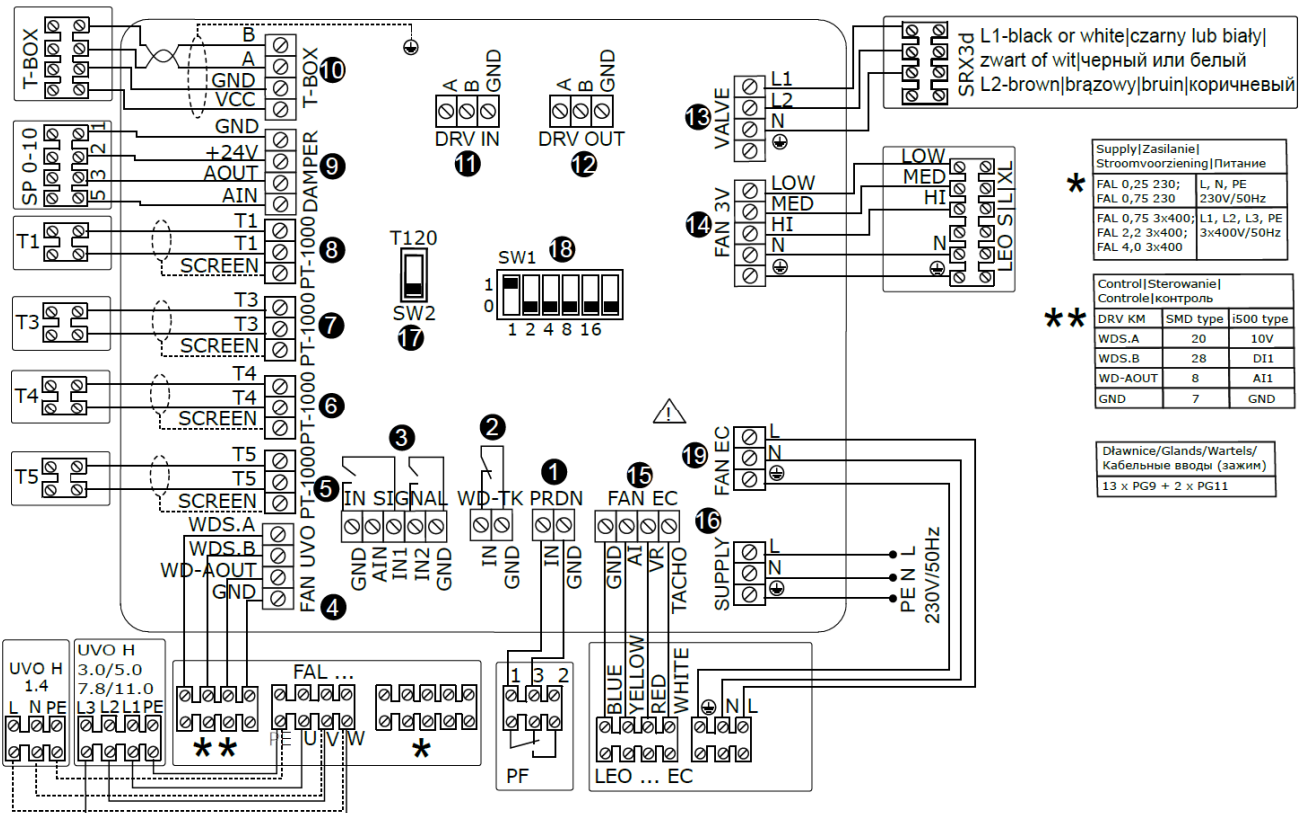 T-BOX
B
A
GND
VCC
T-BOX
10
SP 0-10
1
2
3
5
GND
+24V
AOUT
AIN
DAMPER
9
T1
T1
T1
SCREEN
PT-1000
8
T3
T3
T3
SCREEN
PT-1000
7
T4
T4
T4
SCREEN
PT-1000
6
T5
T5
T5
SCREEN
PT-1000
5
WDS.A
WDS.B
WD-AOUT
GND
FAN UVO
4
A
B
GND
DRV IN
11
A
B
GND
DRV OUT
12
T120
SW2
17
18
SW1
1
0
1 2 4 8 16
3
IN SIGNAL
GND
AIN
IN1
IN2
GND
2
WD-TK
IN
GND
1
PRDN
IN
GND
15
FAN EC
GND
AI
VR
TACHO
13
VALVE
L1
L2
N
14
FAN 3V
LOW
MED
HI
N
19
FAN EC
L
N
16
SUPPLY
L
N
PE N L
230V/50Hz
SRX3d
L1-black or white|czarny lub biały|
zwart of wit|черный или белый
L2-brown|brązowy|bruin|коричневый
LOW
MED
HI
N
LEO S|L|XL
*
Supply|Zasilanie|
Stroomvoorziening|Питание
FAL 0,25 230;
FAL 0,75 230
L, N, PE
230V/50Hz
FAL 0,75 3x400;
FAL 2,2 3x400;
FAL 4,0 3x400
L1, L2, L3, PE
3x400V/50Hz
**
Control|Sterowanie|
Controle|контроль
DRV KM SMD type i500 type
WDS.A 20 10V
WDS.B 28 DI1
WD-AOUT 8 AI1
GND 7 GND
Dławnice/Glands/Wartels/
Кабельные вводы (зажим)
13 x PG9 + 2 x PG11
UVO H
1.4
L N PE
UVO H
3.0/5.0
7.8/11.0
L3 L2 L1 PE
FAL ...
**
PE U V W
*
1 3 2
PF
BLUE
YELLOW
RED
WHITE
N L
LEO ... EC